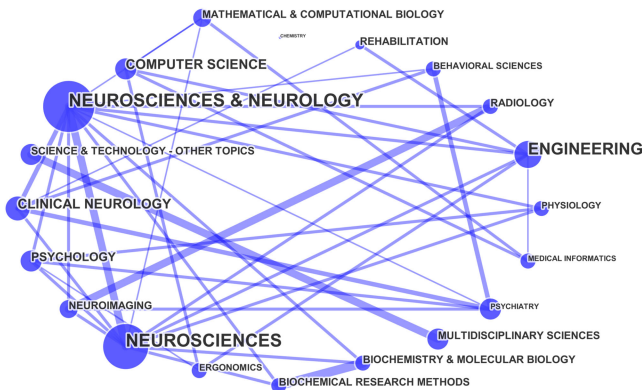 MATHEMATICAL & COMPUTATIONAL BIOLOGY
CHEMISTRY
REHABILITATION
COMPUTER SCIENCE
BEHAVIORAL SCIENCES
NEUROSCIENCES & NEUROLOGY
RADIOLOGY
SCIENCE & TECHNOLOGY - OTHER TOPICS
ENGINEERING
CLINICAL NEUROLOGY
PHYSIOLOGY
PSYCHOLOGY
MEDICAL INFORMATICS
NEUROIMAGING
PSYCHIATRY
NEUROSCIENCES
MULTIDISCIPLINARY SCIENCES
BIOCHEMISTRY & MOLECULAR BIOLOGY
ERGONOMICS
BIOCHEMICAL RESEARCH METHODS